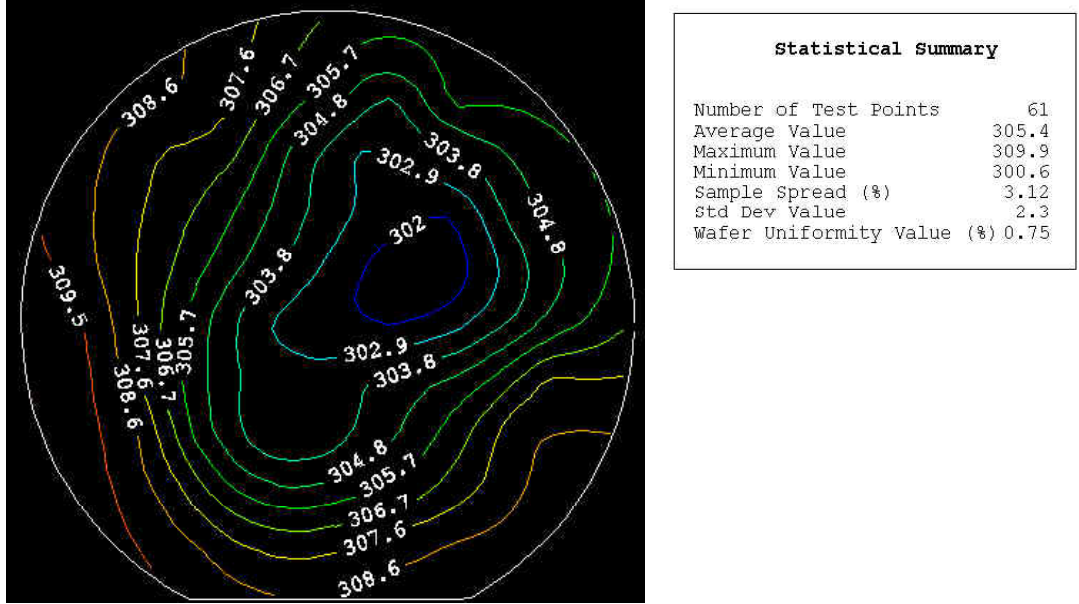 308.6
307.6
306.7
305.7
304.8
303.8
302.9
302
304.8
303.8
309.5
307.6
306.7
305.7
308.6
302.9
303.8
304.8
305.7
306.7
307.6
308.6
Statistical Summary
Number of Test Points 61
Average Value 305.4
Maximum Value 309.9
Minimum Value 300.6
Sample Spread (%) 3.12
Std Dev Value 2.3
Wafer Uniformity Value (%) 0.75